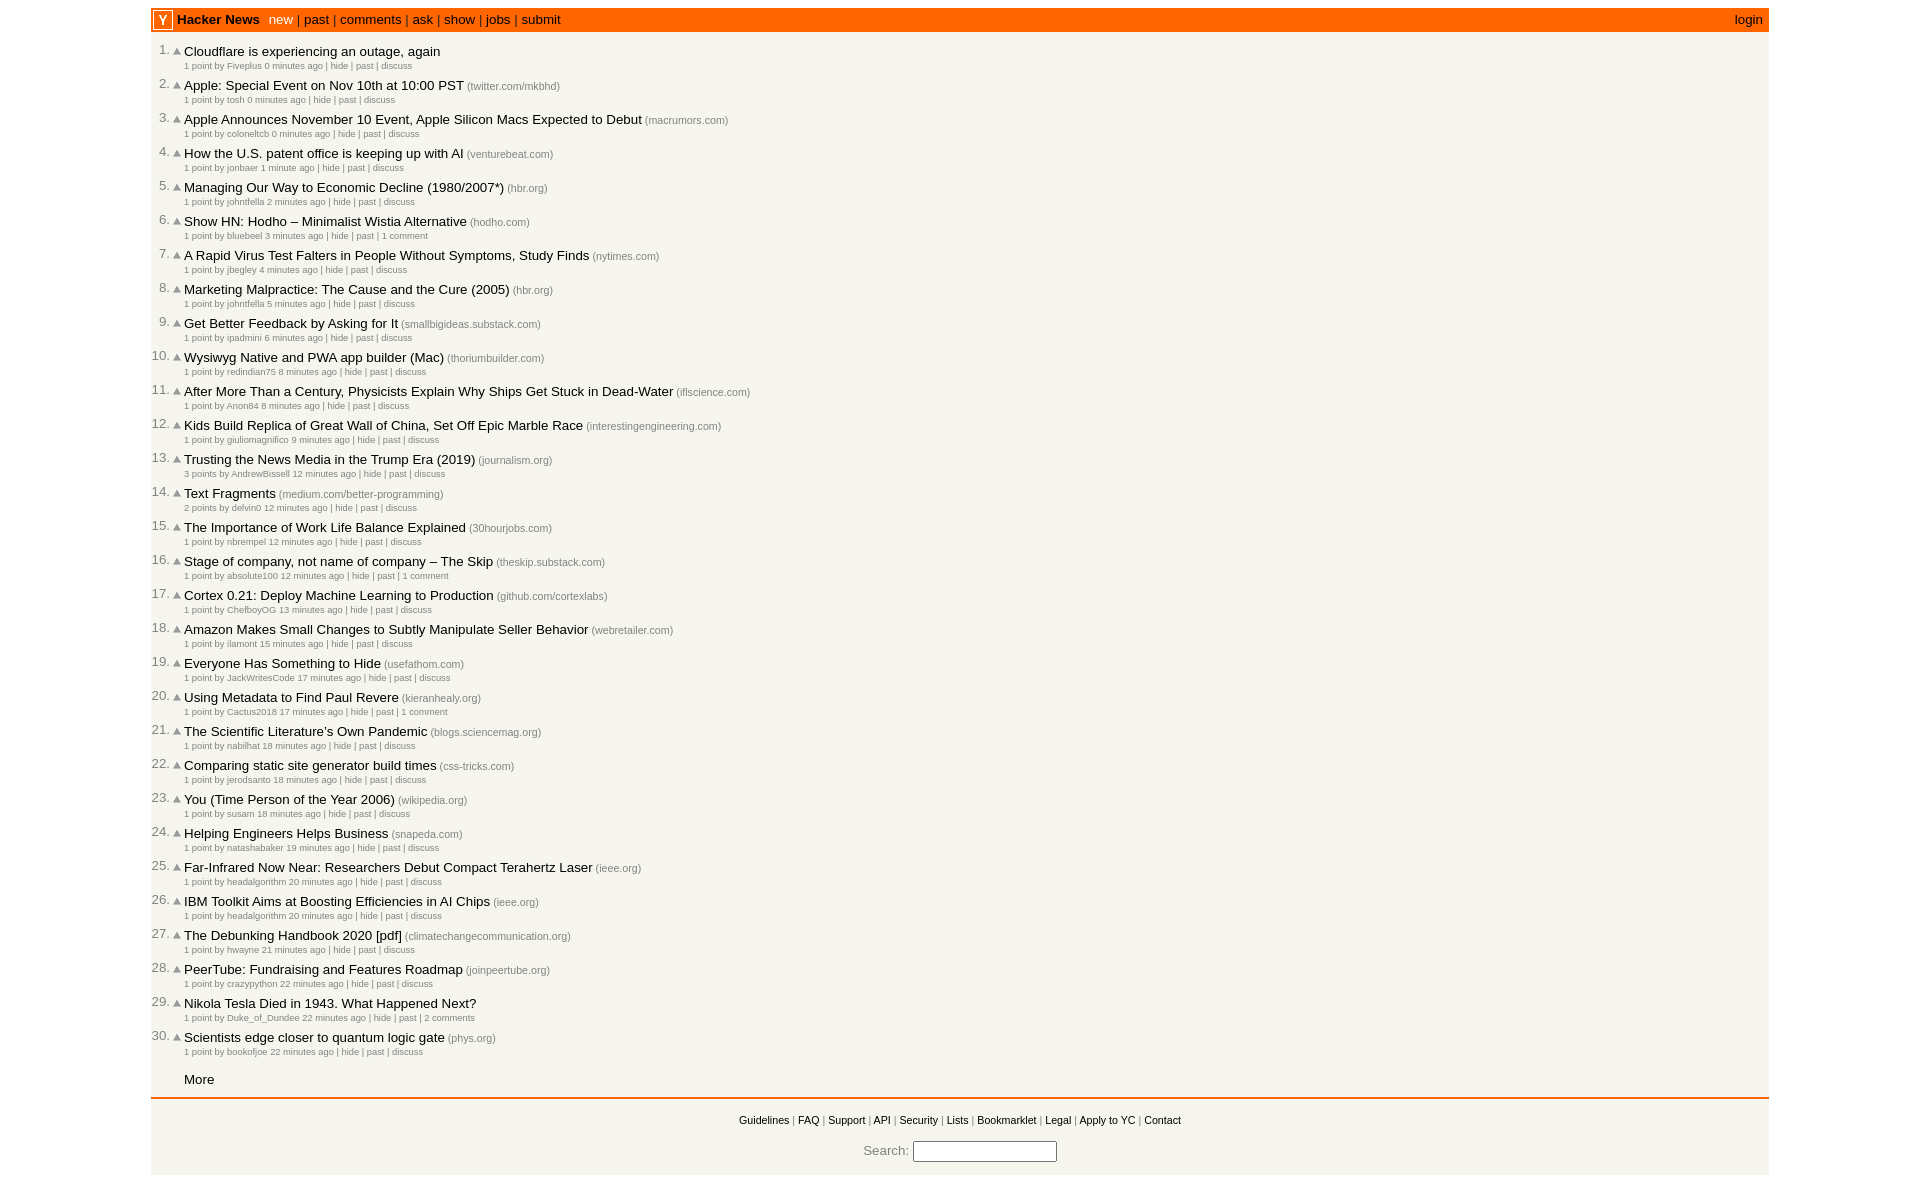 Y Hacker News new | past | comments | ask | show | jobs | submit login
1. Cloudflare is experiencing an outage, again
1 point by Fiveplus 0 minutes ago | hide | past | discuss
2. Apple: Special Event on Nov 10th at 10:00 PST (twitter.com/mkbhd)
1 point by tosh 0 minutes ago | hide | past | discuss
3. Apple Announces November 10 Event, Apple Silicon Macs Expected to Debut (macrumors.com)
1 point by coloneltcb 0 minutes ago | hide | past | discuss
4. How the U.S. patent office is keeping up with AI (venturebeat.com)
1 point by jonbaer 1 minute ago | hide | past | discuss
5. Managing Our Way to Economic Decline (1980/2007*) (hbr.org)
1 point by johntfella 2 minutes ago | hide | past | discuss
6. Show HN: Hodho – Minimalist Wistia Alternative (hodho.com)
1 point by bluebeel 3 minutes ago | hide | past | 1 comment
7. A Rapid Virus Test Falters in People Without Symptoms, Study Finds (nytimes.com)
1 point by jbegley 4 minutes ago | hide | past | discuss
8. Marketing Malpractice: The Cause and the Cure (2005) (hbr.org)
1 point by johntfella 5 minutes ago | hide | past | discuss
9. Get Better Feedback by Asking for It (smallbigideas.substack.com)
1 point by ipadmini 6 minutes ago | hide | past | discuss
10. Wysiwyg Native and PWA app builder (Mac) (thoriumbuilder.com)
1 point by redindian75 8 minutes ago | hide | past | discuss
11. After More Than a Century, Physicists Explain Why Ships Get Stuck in Dead-Water (iflscience.com)
1 point by Anon84 8 minutes ago | hide | past | discuss
12. Kids Build Replica of Great Wall of China, Set Off Epic Marble Race (interestingengineering.com)
1 point by giuliomagnifico 9 minutes ago | hide | past | discuss
13. Trusting the News Media in the Trump Era (2019) (journalism.org)
3 points by AndrewBissell 12 minutes ago | hide | past | discuss
14. Text Fragments (medium.com/better-programming)
2 points by delvin0 12 minutes ago | hide | past | discuss
15. The Importance of Work Life Balance Explained (30hourjobs.com)
1 point by nbrempel 12 minutes ago | hide | past | discuss
16. Stage of company, not name of company – The Skip (theskip.substack.com)
1 point by absolute100 12 minutes ago | hide | past | 1 comment
17. Cortex 0.21: Deploy Machine Learning to Production (github.com/cortexlabs)
1 point by ChefboyOG 13 minutes ago | hide | past | discuss
18. Amazon Makes Small Changes to Subtly Manipulate Seller Behavior (webretailer.com)
1 point by ilamont 15 minutes ago | hide | past | discuss
19. Everyone Has Something to Hide (usefathom.com)
1 point by JackWritesCode 17 minutes ago | hide | past | discuss
20. Using Metadata to Find Paul Revere (kieranhealy.org)
1 point by Cactus2018 17 minutes ago | hide | past | 1 comment
21. The Scientific Literature’s Own Pandemic (blogs.sciencemag.org)
1 point by nabilhat 18 minutes ago | hide | past | discuss
22. Comparing static site generator build times (css-tricks.com)
1 point by jerodsanto 18 minutes ago | hide | past | discuss
23. You (Time Person of the Year 2006) (wikipedia.org)
1 point by susam 18 minutes ago | hide | past | discuss
24. Helping Engineers Helps Business (snapeda.com)
1 point by natashabaker 19 minutes ago | hide | past | discuss
25. Far-Infrared Now Near: Researchers Debut Compact Terahertz Laser (ieee.org)
1 point by headalgorithm 20 minutes ago | hide | past | discuss
26. IBM Toolkit Aims at Boosting Efficiencies in AI Chips (ieee.org)
1 point by headalgorithm 20 minutes ago | hide | past | discuss
27. The Debunking Handbook 2020 [pdf] (climatechangecommunication.org)
1 point by hwayne 21 minutes ago | hide | past | discuss
28. PeerTube: Fundraising and Features Roadmap (joinpeertube.org)
1 point by crazypython 22 minutes ago | hide | past | discuss
29. Nikola Tesla Died in 1943. What Happened Next?
1 point by Duke_of_Dundee 22 minutes ago | hide | past | 2 comments
30. Scientists edge closer to quantum logic gate (phys.org)
1 point by bookofjoe 22 minutes ago | hide | past | discuss
More
Guidelines | FAQ | Support | API | Security | Lists | Bookmarklet | Legal | Apply to YC | Contact
Search: